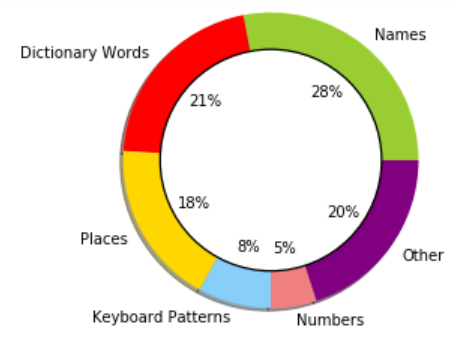 Names
Dictionary Words
28%
21%
18%
20%
Places
8%
5%
Other
Keyboard Patterns
Numbers